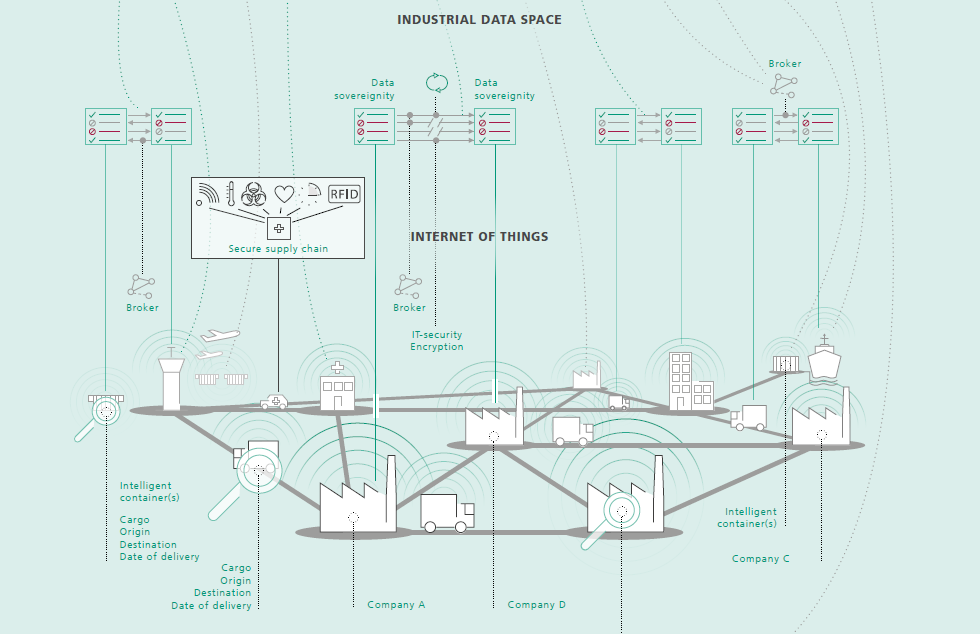 INDUSTRIAL DATA SPACE
Broker
Data
sovereignity
Data
sovereignity
RFID
Secure supply chain
INTERNET OF THINGS
Broker
Broker
IT-security
Encryption
Intelligent
container(s)
Cargo
Origin
Destination
Date of delivery
Cargo
Origin
Destination
Date of delivery
Company A
Company D
Intelligent
container(s)
Company C